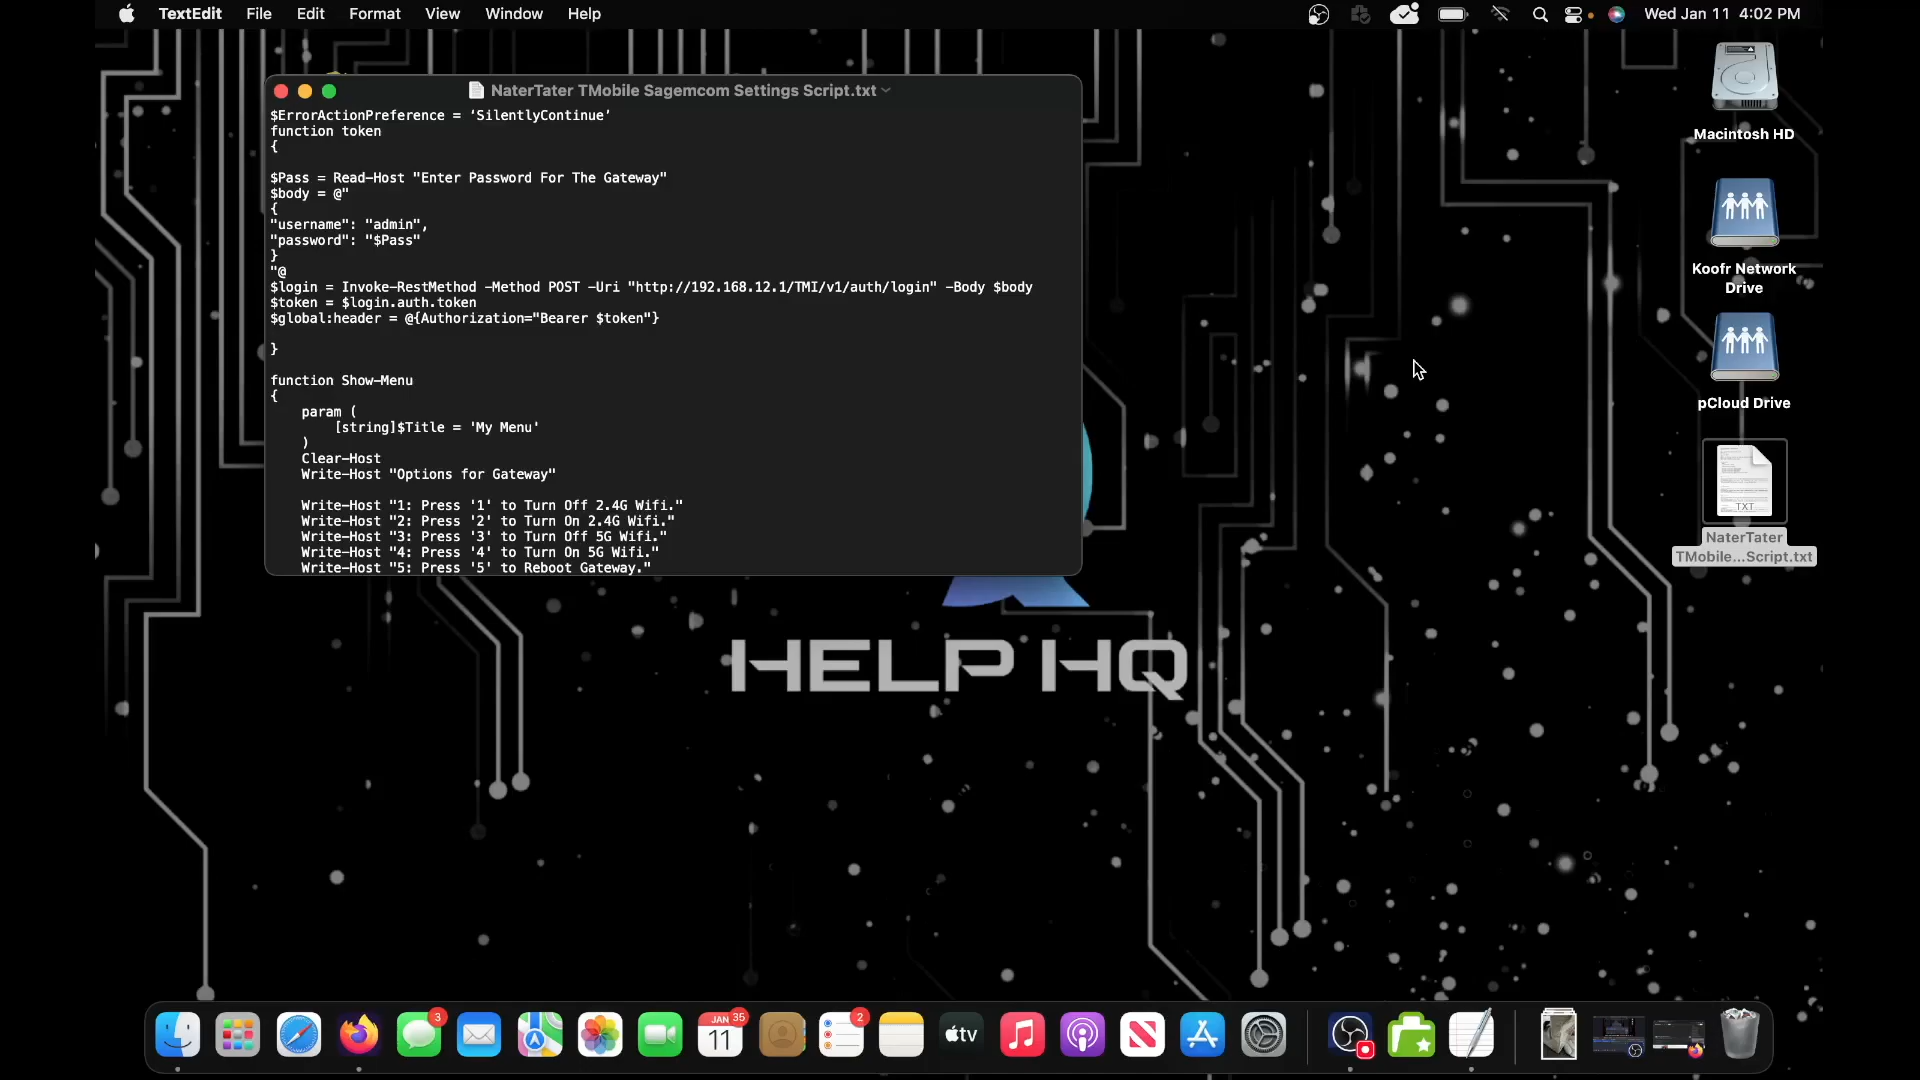 TextEdit File Edit Format View Window Help
Wed Jan 11 4:02 PM
NaterTater TMobile Sagemcom Settings Script.txt
$ErrorActionPreference = ‘SilentlyContinue’
function token
{
$Pass = Read-Host "Enter Password For The Gateway"
$body = @"
{
"username": "admin",
"password": "$Pass"
}
"@
$login = Invoke-RestMethod -Method POST -Uri "http://192.168.12.1/TMI/v1/auth/login" -Body $body
$token = $login.auth.token
$global:header = @{Authorization="Bearer $token"}
}
function Show-Menu
{
param (
[string]$Title = 'My Menu'
)
Clear-Host
Write-Host "Options for Gateway"
Write-Host "1: Press '1' to Turn Off 2.4G Wifi."
Write-Host "2: Press '2' to Turn On 2.4G Wifi."
Write-Host "3: Press '3' to Turn Off 5G Wifi."
Write-Host "4: Press '4' to Turn On 5G Wifi."
Write-Host "5: Press '5' to Reboot Gateway."
Macintosh HD
Koofr Network
Drive
pCloud Drive
TXT
NaterTater
TMobile...Script.txt
HELP HQ
3
JAN
35
11
2
tv